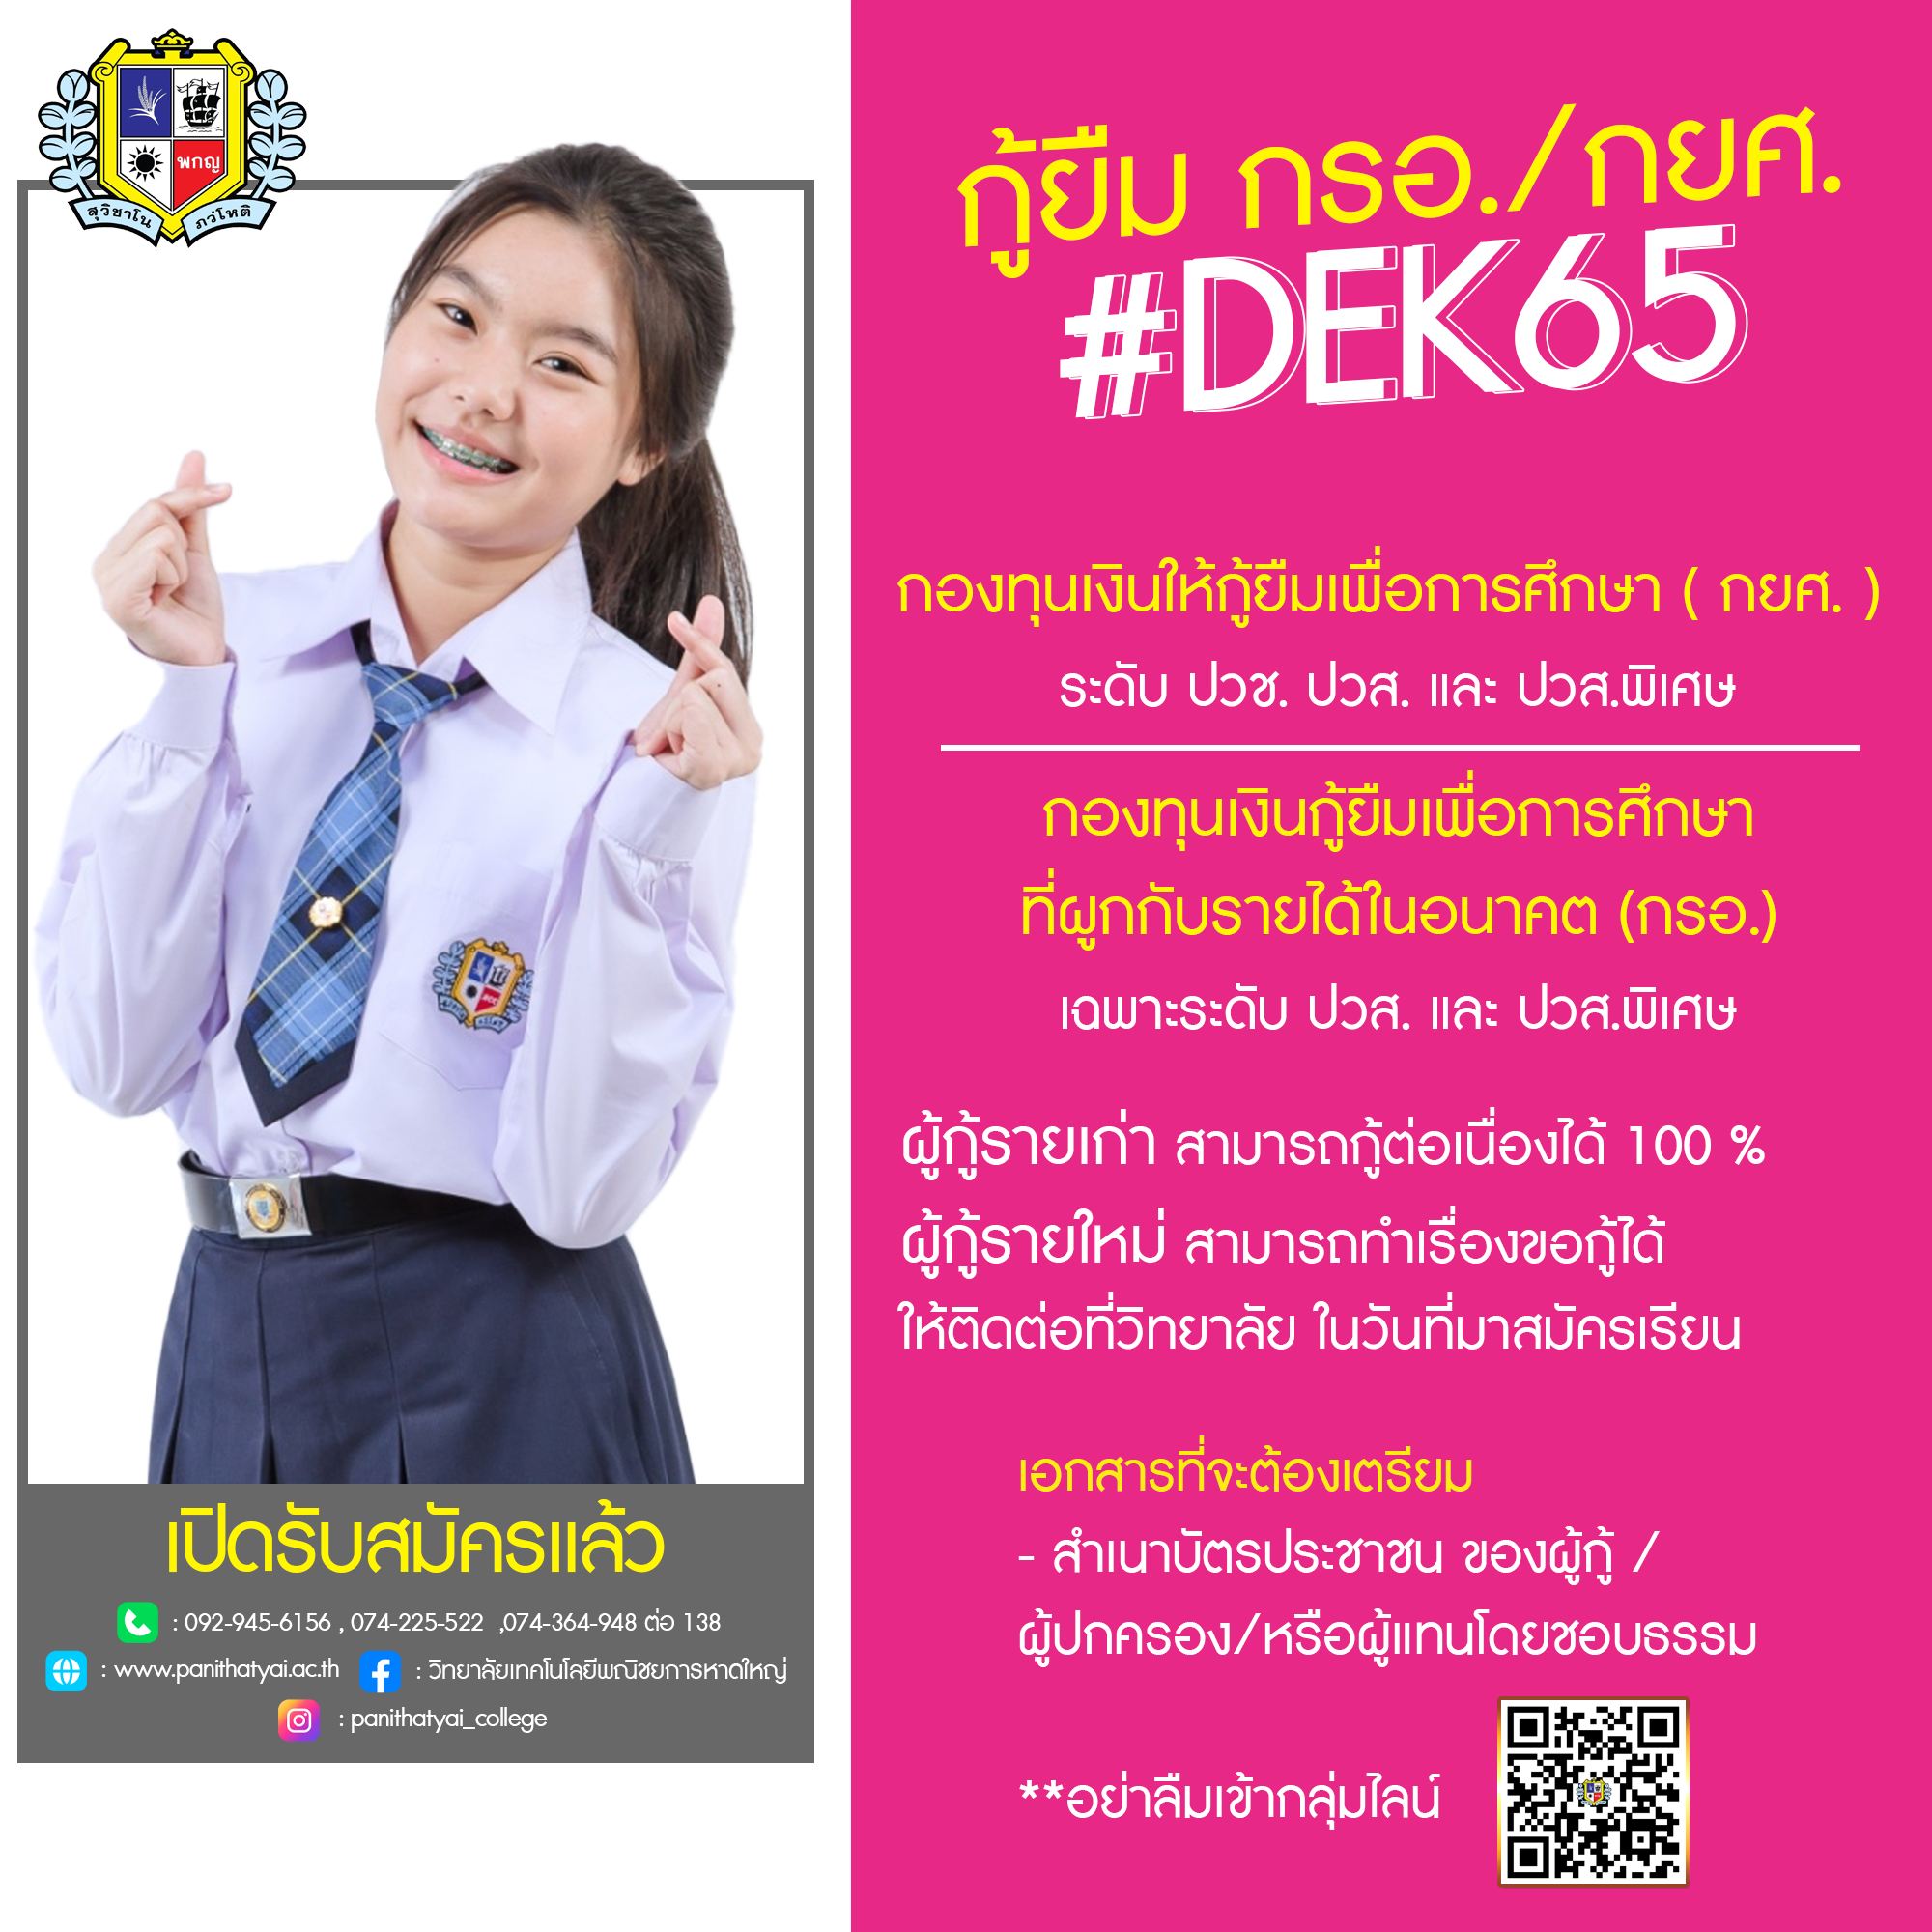 พกญ
สุวิชาโน
ภวํโหติ
กู้ยืม กรอ./กยศ.
#DEK65
กองทุนเงินให้กู้ยืมเพื่อการศึกษา ( กยศ. )
ระดับ ปวช. ปวส. และ ปวส.พิเศษ
กองทุนเงินกู้ยืมเพื่อการศึกษา
ที่ผูกกับรายได้ในอนาคต (กรอ.)
เฉพาะระดับ ปวส. และ ปวส.พิเศษ
ผู้กู้รายเก่า สามารถกู้ต่อเนื่องได้ 100 %
ผู้กู้รายใหม่ สามารถทำเรื่องขอกู้ได้
ให้ติดต่อที่วิทยาลัย ในวันที่มาสมัครเรียน
เอกสารที่จะต้องเตรียม
- สำเนาบัตรประชาชน ของผู้กู้ /
ผู้ปกครอง/หรือผู้แทนโดยชอบธรรม
**อย่าลืมเข้ากลุ่มไลน์
เปิดรับสมัครแล้ว
: 092-945-6156 , 074-225-522 ,074-364-948 ต่อ 138
: www.panithatyai.ac.th : วิทยาลัยเทคโนโลยีพณิชยการหาดใหญ่
: panithatyai_college